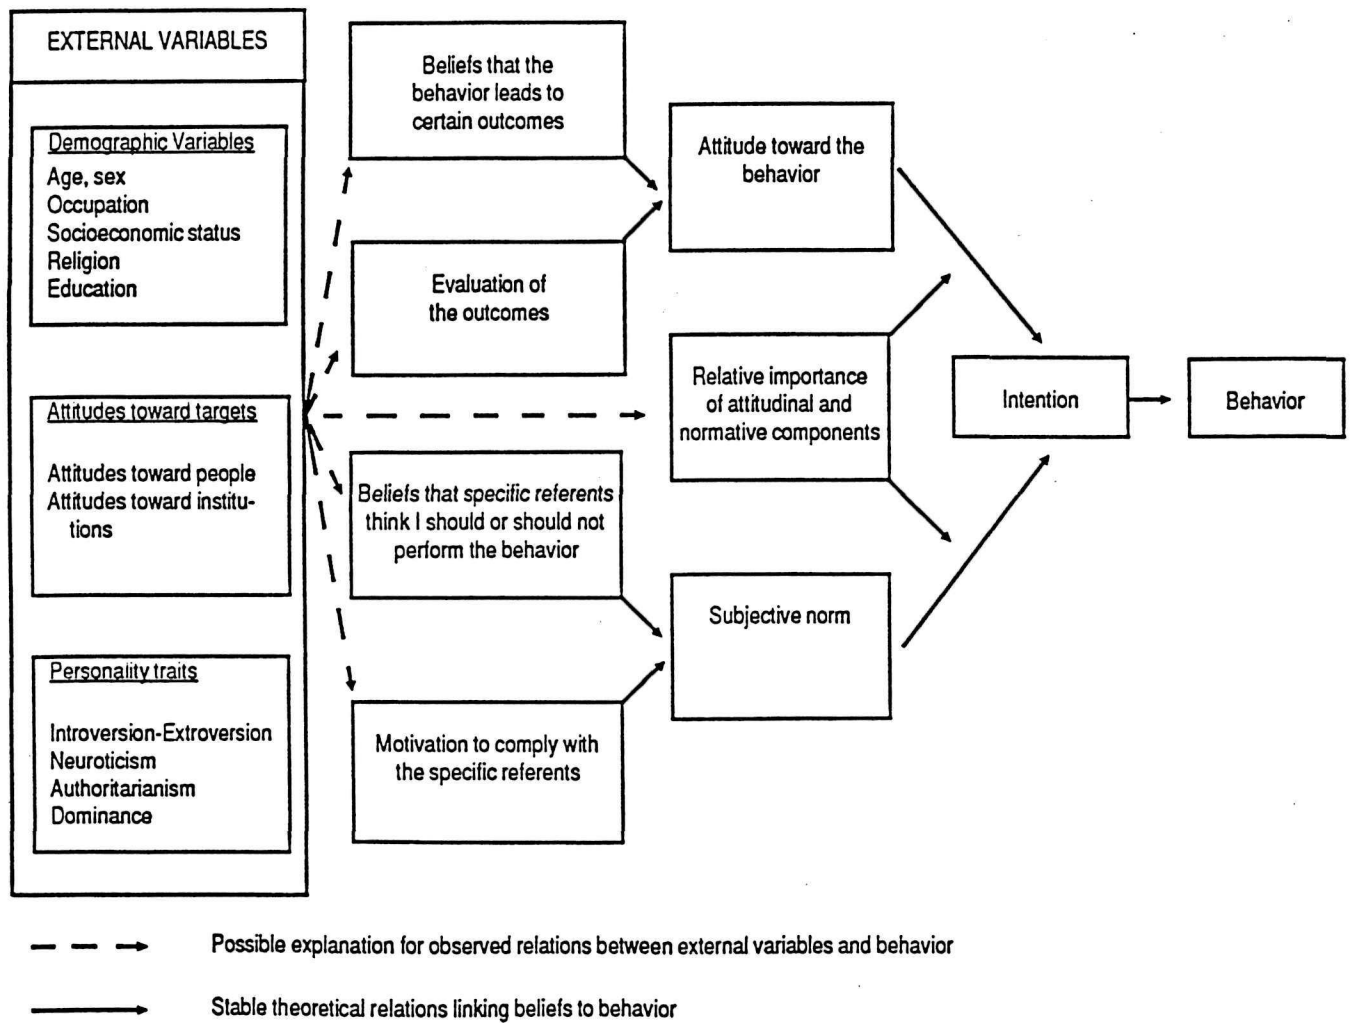 EXTERNAL VARIABLES
Demographic Variables
Age, sex
Occupation
Socioeconomic status
Religion
Education
Attitudes toward targets
Attitudes toward people
Attitudes toward institu-
tions
Personality traits
Introversion-Extroversion
Neuroticism
Authoritarianism
Dominance
Beliefs that the
behavior leads to
certain outcomes
Evaluation of
the outcomes
Beliefs that specific referents
think I should or should not
perform the behavior
Motivation to comply with
the specific referents
Attitude toward the
behavior
Relative importance
of attitudinal and
normative components
Subjective norm
Intention
Behavior
Possible explanation for observed relations between external variables and behavior
Stable theoretical relations linking beliefs to behavior